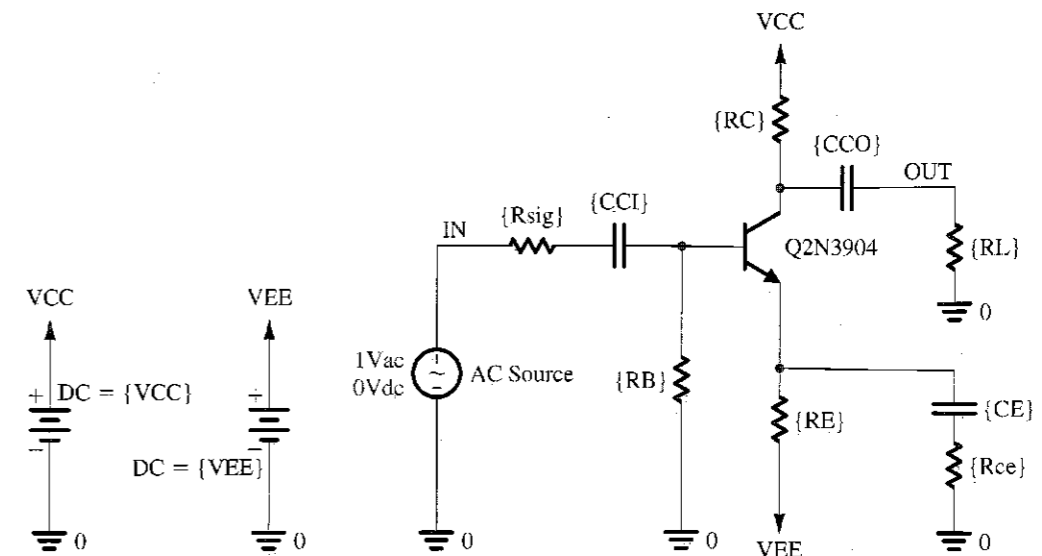 VCC
{RC}
{CCO}
OUT
{CCI}
{Rsig}
IN
Q2N3904
{RL}
0
VCC
VEE
DC = {VCC}
DC = {VEE}
1Vac
0Vdc
AC Source
{RB}
{RE}
{CE}
{Rce}
0
0
0
0
VEE
0